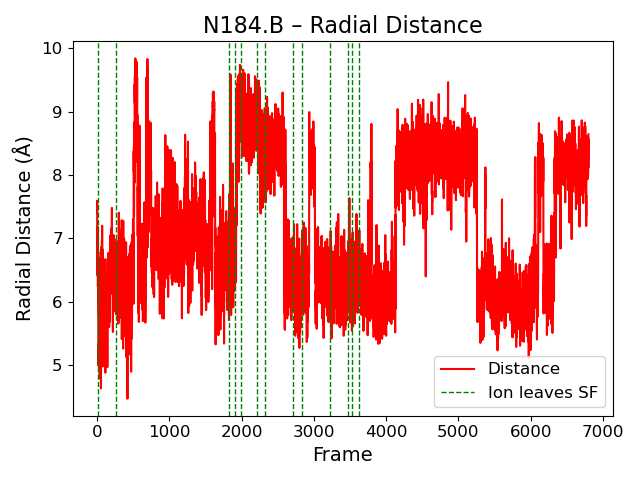 N184.B – Radial Distance
Radial Distance (Å)
10
9
8
7
6
5
0 1000 2000 3000 4000 5000 6000 7000
Frame
Distance
Ion leaves SF